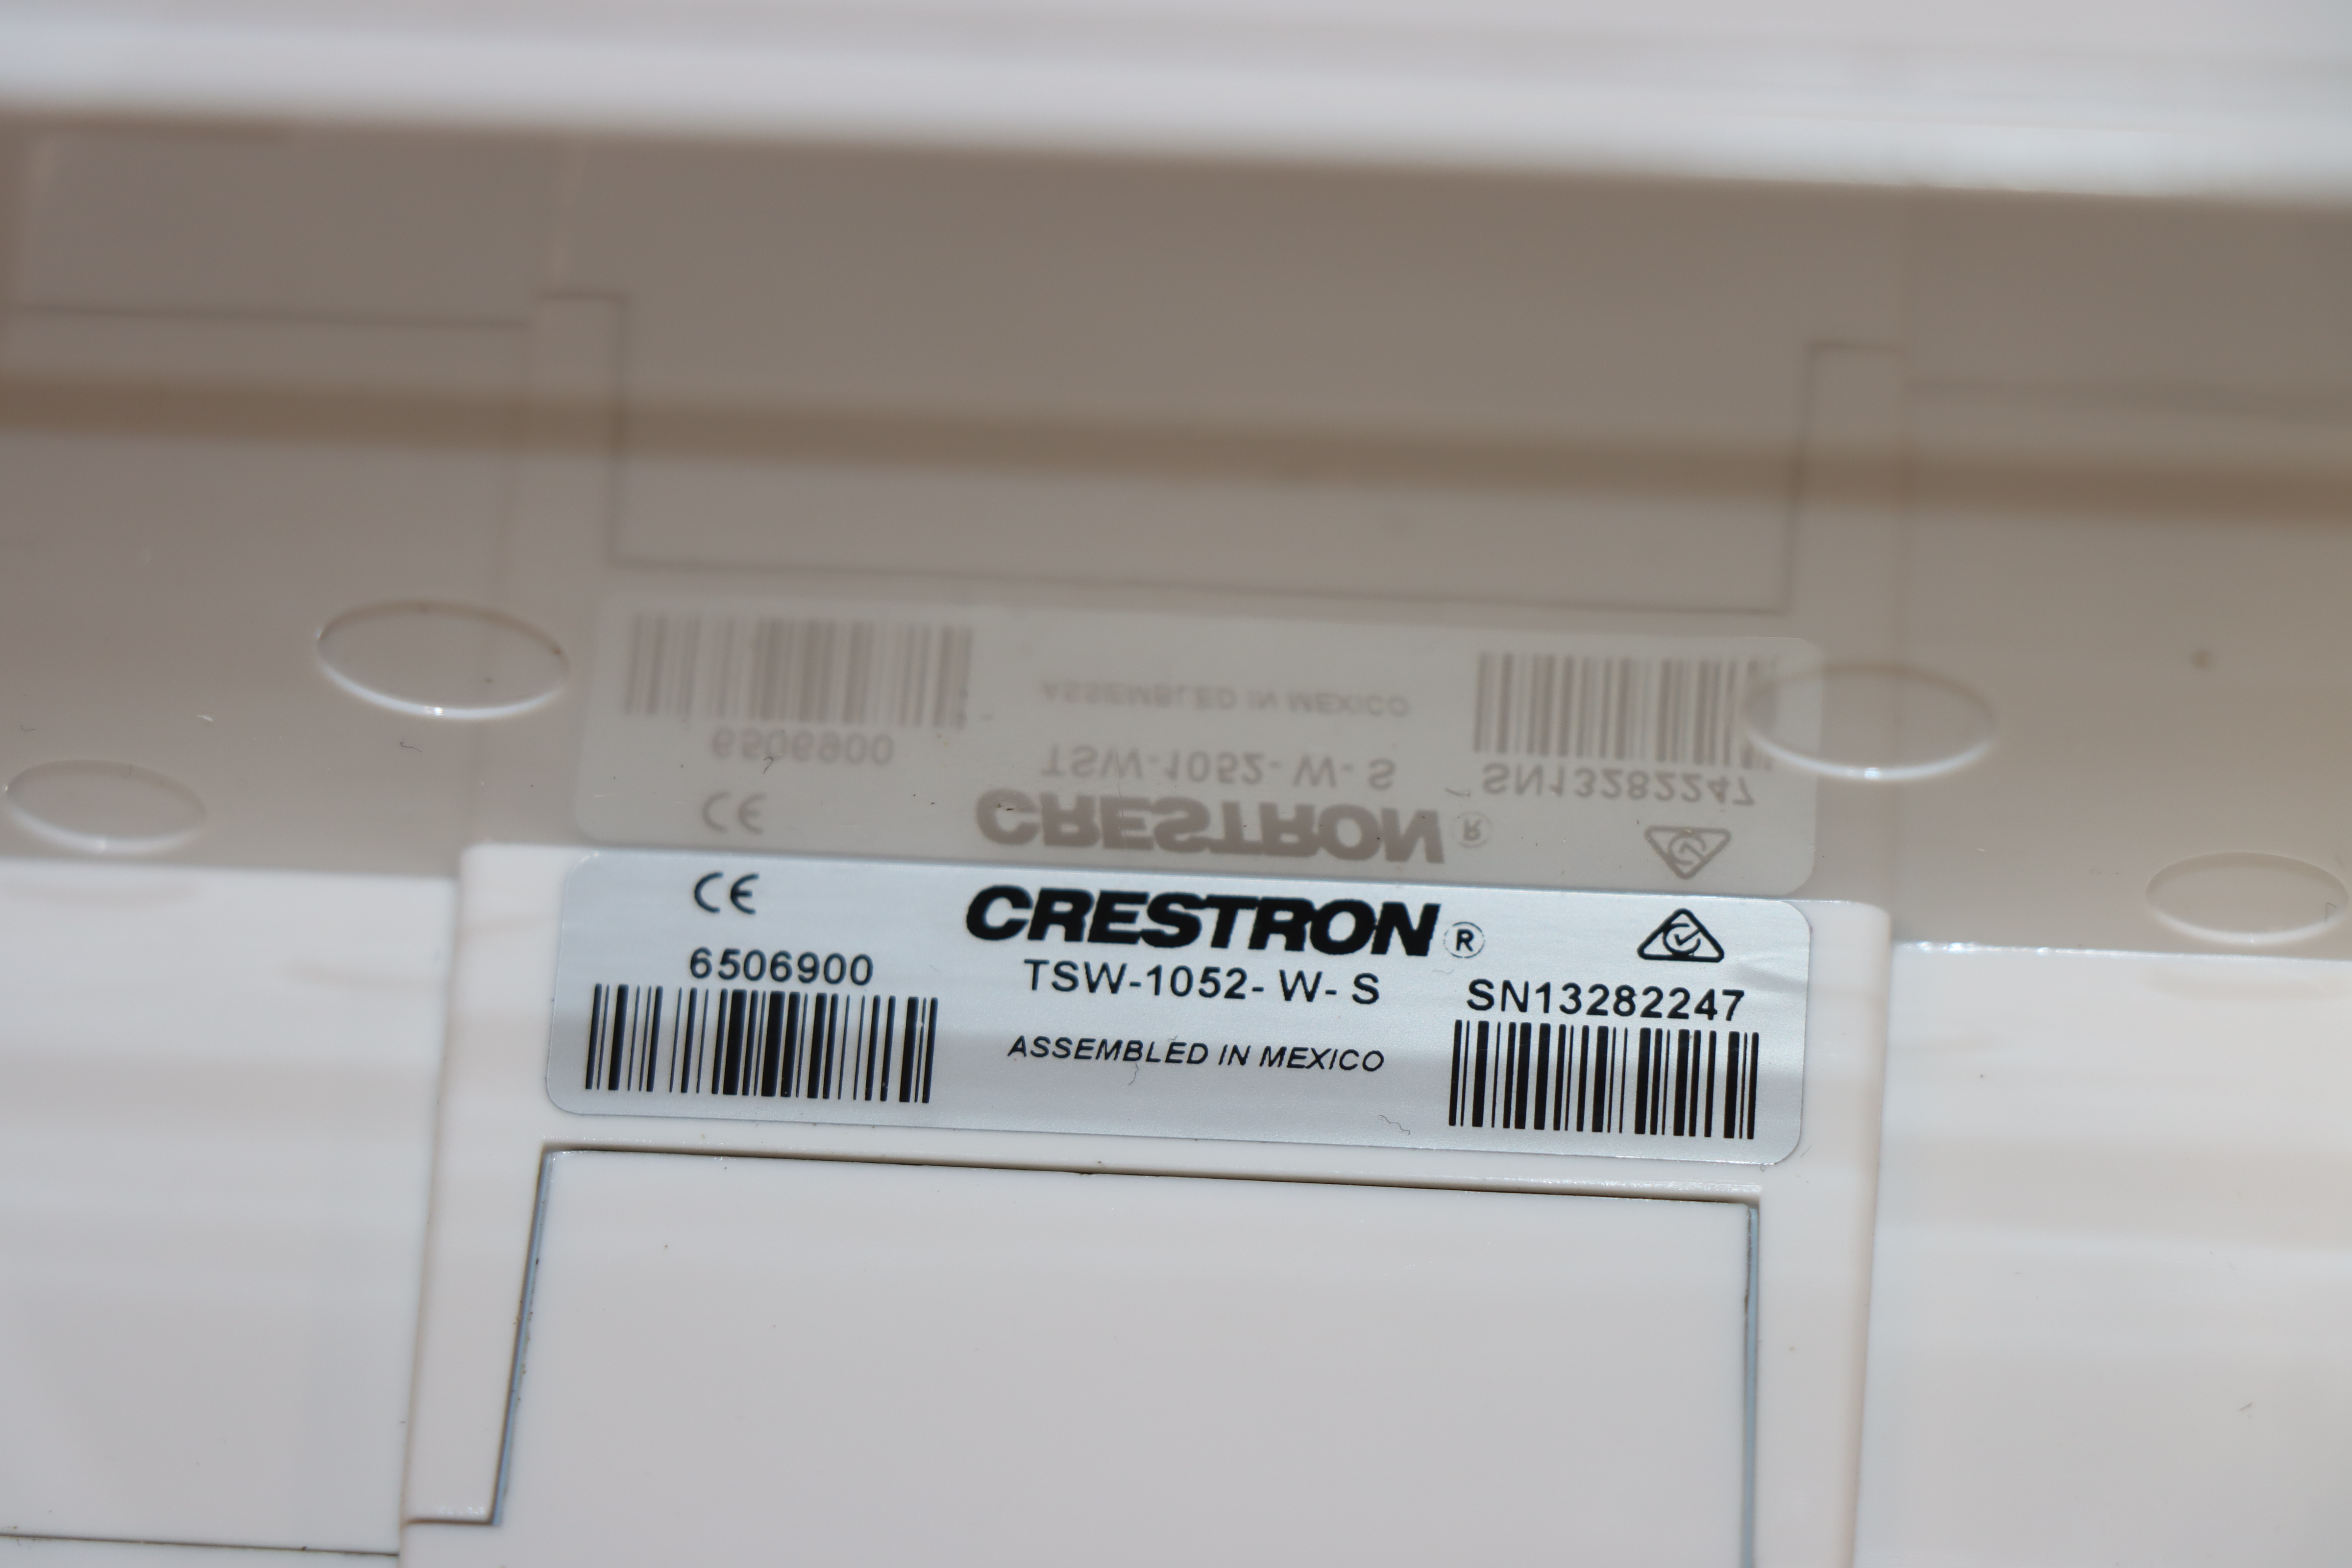 CE
CRESTRON®
6506900
TSW-1052-W-S
SN13282247
ASSEMBLED IN MEXICO